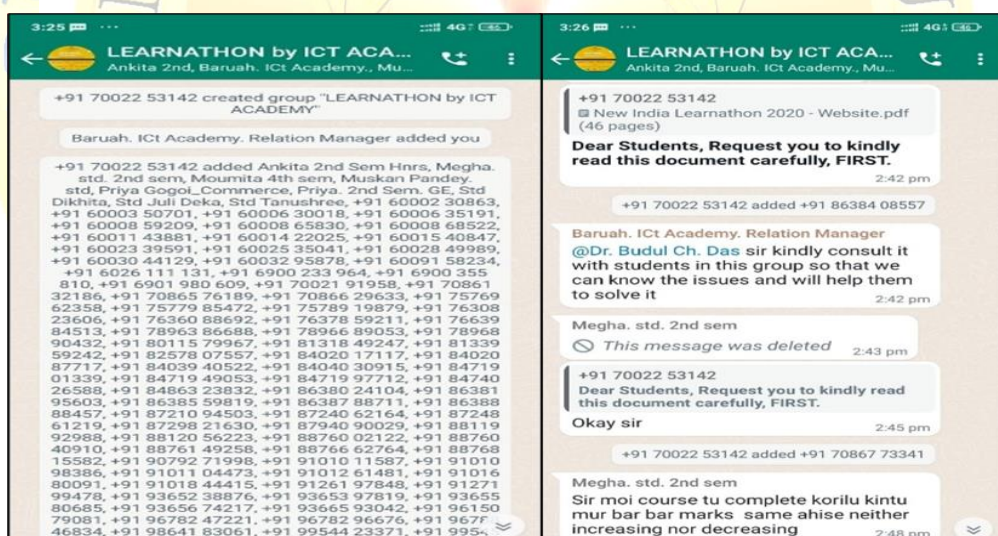 3:25 ...
4G 46
LEARNATHON by ICT ACA...
Ankita 2nd, Baruah. ICt Academy., Mu...
+91 70022 53142 created group "LEARNATHON by ICT
ACADEMY"
Baruah. ICt Academy. Relation Manager added you
+91 70022 53142 added Ankita 2nd Sem Hnrs, Megha.
std. 2nd sem, Moumita 4th sem, Muskan Pandey.
std, Priya Gogoi_Commerce, Priya. 2nd Sem. GE, Std
Dikhita, Std Juli Deka, Std Tanushree, +91 60002 30863,
+91 60003 50701, +91 60006 30018, +91 60006 35191,
+91 60008 59209, +91 60008 65830, +91 60008 68522,
+91 60011 43881, +91 60014 22025, +91 60015 40847,
+91 60023 39591, +91 60025 35041, +91 60028 49989,
+91 60030 44129, +91 60032 95878, +91 60091 58234,
+91 6026 111 131, +91 6900 233 964, +91 6900 355
810, +91 6901 980 609, +91 70021 91958, +91 70861
32186, +91 70865 76189, +91 70866 29633, +91 75769
62358, +91 75779 85472, +91 75789 19879, +91 76308
23606, +91 76360 88692, +91 76378 59211, +91 76639
84513, +91 78963 86688, +91 78966 89053, +91 78968
90432, +91 80115 79967, +91 81318 49247, +91 81339
59242, +91 82578 07557, +91 84020 17117, +91 84020
87717, +91 84039 40522, +91 84040 30915, +91 84719
01339, +91 84719 49053, +91 84719 97712, +91 84740
26588, +91 84863 23832, +91 86380 24104, +91 86381
95603, +91 86385 59819, +91 86387 88711, +91 86388
88457, +91 87210 94503, +91 87240 62164, +91 87248
61219, +91 87298 21630, +91 87940 90029, +91 88119
92988, +91 88120 56223, +91 88760 02122, +91 88760
40910, +91 88761 49258, +91 88766 62764, +91 88768
15582, +91 90792 71998, +91 91010 11587, +91 91010
98386, +91 91011 04473, +91 91012 61481, +91 91016
80091, +91 91018 44415, +91 91261 97848, +91 91271
99478, +91 93652 38876, +91 93653 97819, +91 93655
80685, +91 93656 74217, +91 93665 93042, +91 96150
79081, +91 96782 47221, +91 96782 96676, +91 9678
46834, +91 98641 83061, +91 99544 23371, +91 9954
3:26 ...
4G 46
LEARNATHON by ICT ACA...
Ankita 2nd, Baruah. ICt Academy., Mu...
+91 70022 53142
New India Learnathon 2020 - Website.pdf
(46 pages)
Dear Students, Request you to kindly
read this document carefully, FIRST.
2:42 pm
+91 70022 53142 added +91 86384 08557
Baruah. ICt Academy. Relation Manager
@Dr. Budul Ch. Das sir kindly consult it
with students in this group so that we
can know the issues and will help them
to solve it
2:42 pm
Megha. std. 2nd sem
This message was deleted 2:43 pm
+91 70022 53142
Dear Students, Request you to kindly read
this document carefully, FIRST.
Okay sir
2:45 pm
+91 70022 53142 added +91 70867 73341
Megha. std. 2nd sem
Sir moi course tu complete korilu kintu
mur bar bar marks same ahise neither
increasing nor decreasing
2:48 pm